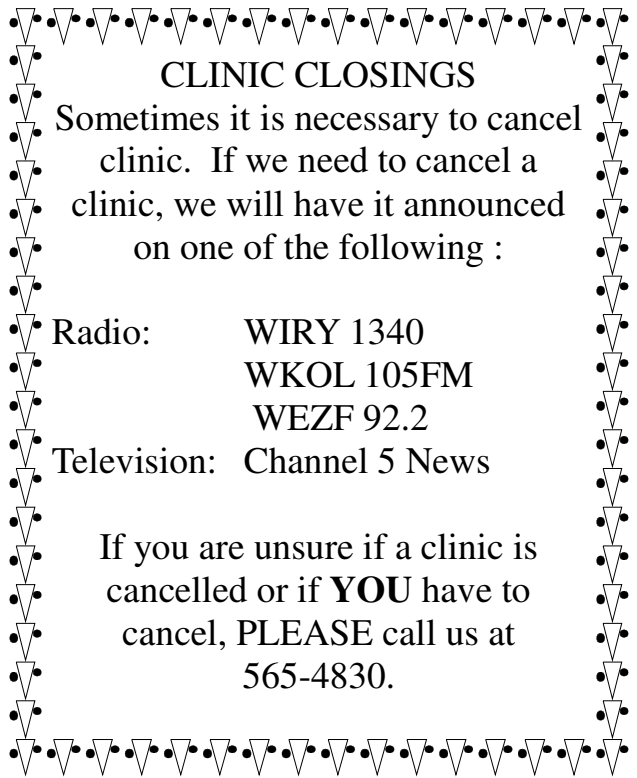 CLINIC CLOSINGS
Sometimes it is necessary to cancel
clinic.  If we need to cancel a
clinic, we will have it announced
on one of the following :
Radio: WIRY 1340
WKOL 105FM
WEZF 92.2
Television: Channel 5 News
If you are unsure if a clinic is
cancelled or if YOU have to
cancel, PLEASE call us at
565-4830.